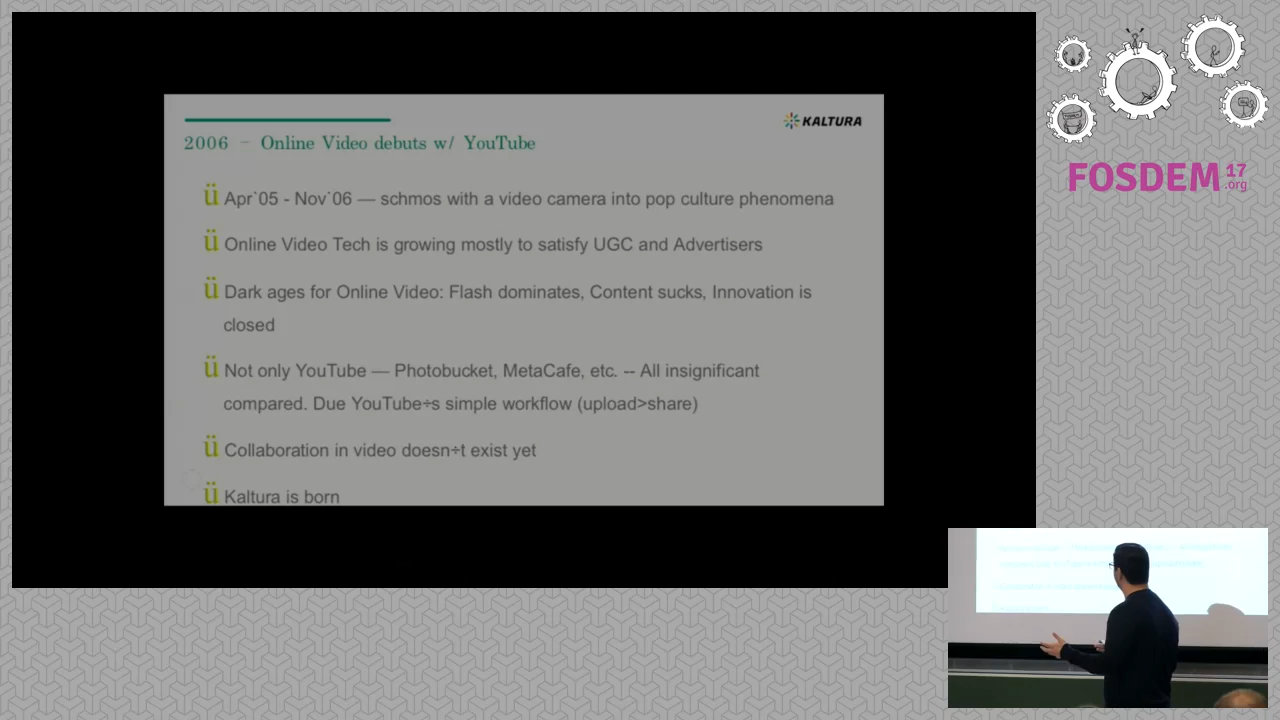 KALTURA
2006 – Online Video debuts w/ YouTube
ü Apr`05 - Nov`06 — schmos with a video camera into pop culture phenomena
ü Online Video Tech is growing mostly to satisfy UGC and Advertisers
ü Dark ages for Online Video: Flash dominates, Content sucks, Innovation is
closed
ü Not only YouTube — Photobucket, MetaCafe, etc. -- All insignificant
compared. Due YouTube÷s simple workflow (upload>share)
ü Collaboration in video doesn÷t exist yet
ü Kaltura is born
FOSDEM 17
.org